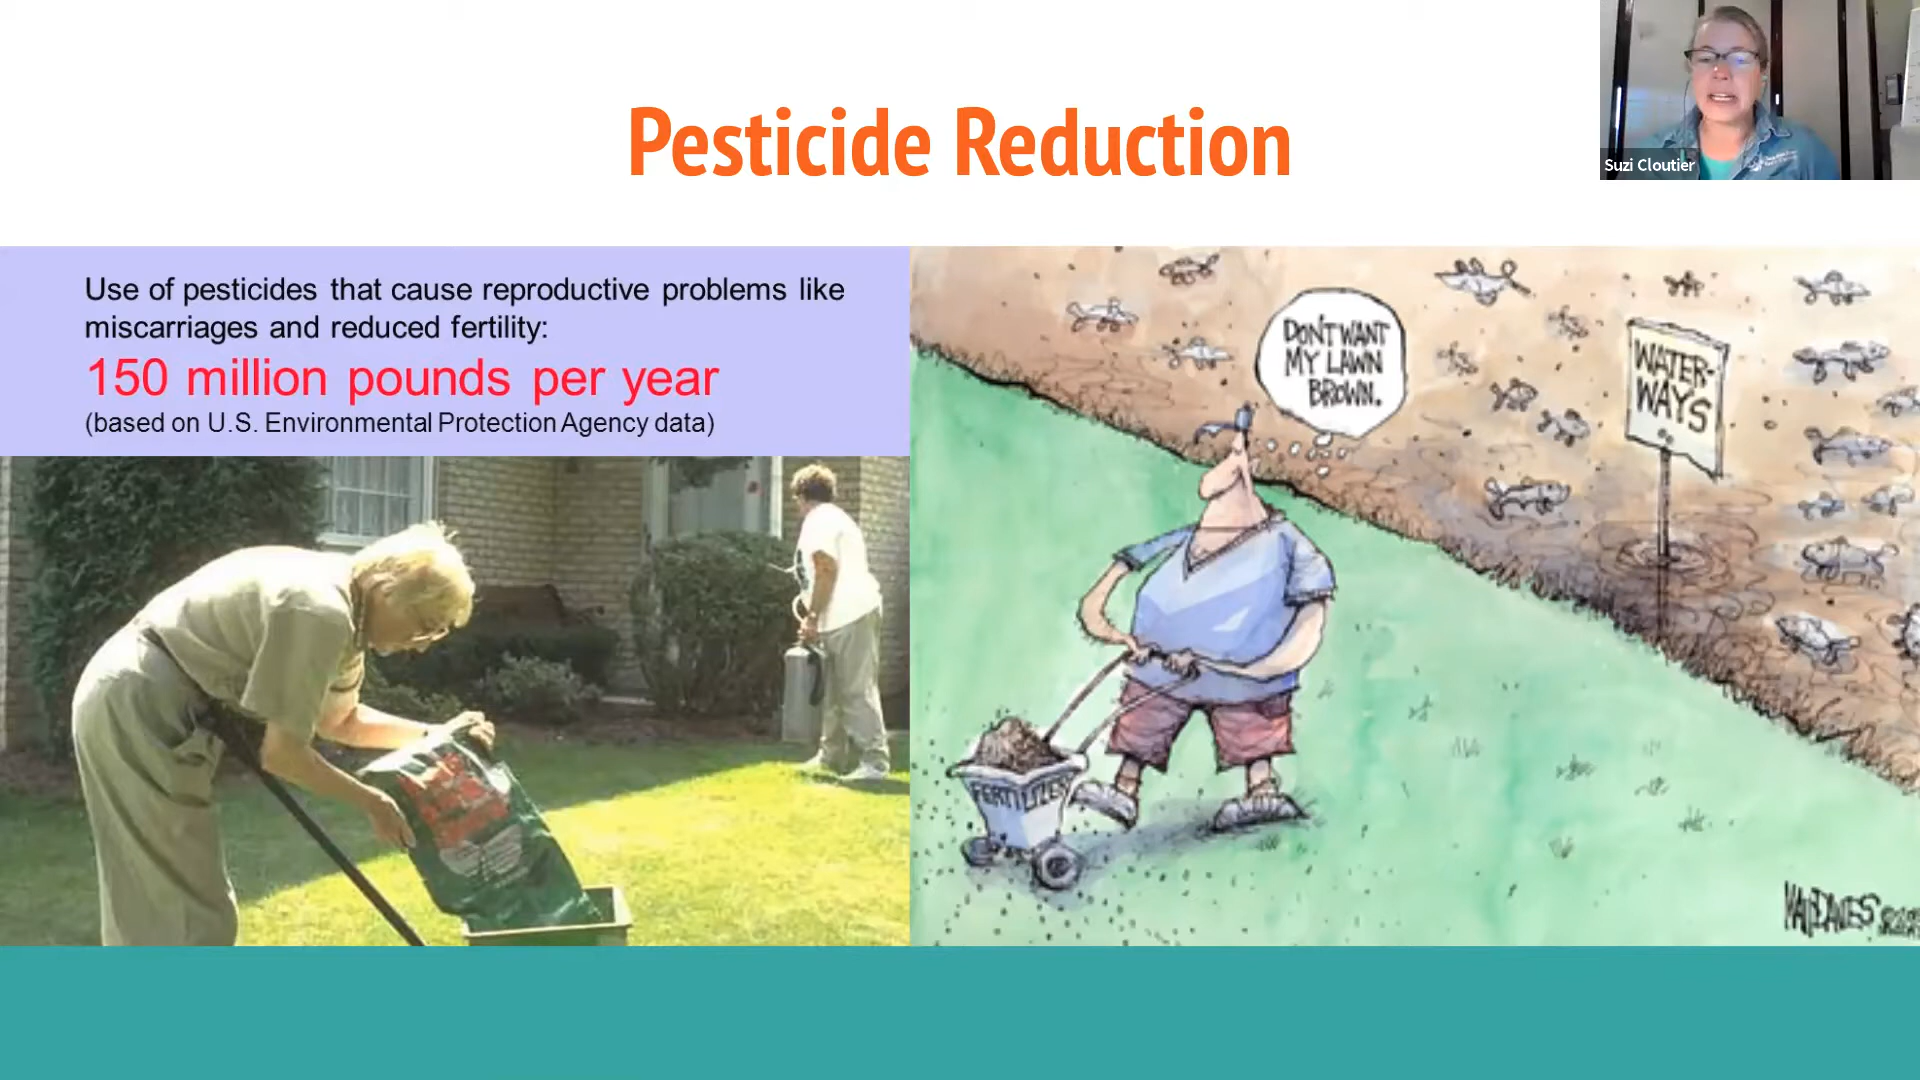 Pesticide Reduction
Suzi Cloutier
Use of pesticides that cause reproductive problems like
miscarriages and reduced fertility:
150 million pounds per year
(based on U.S. Environmental Protection Agency data)
DON'T WANT
MY LAWN
BROWN.
WATER-
WAYS
FERTILIZER